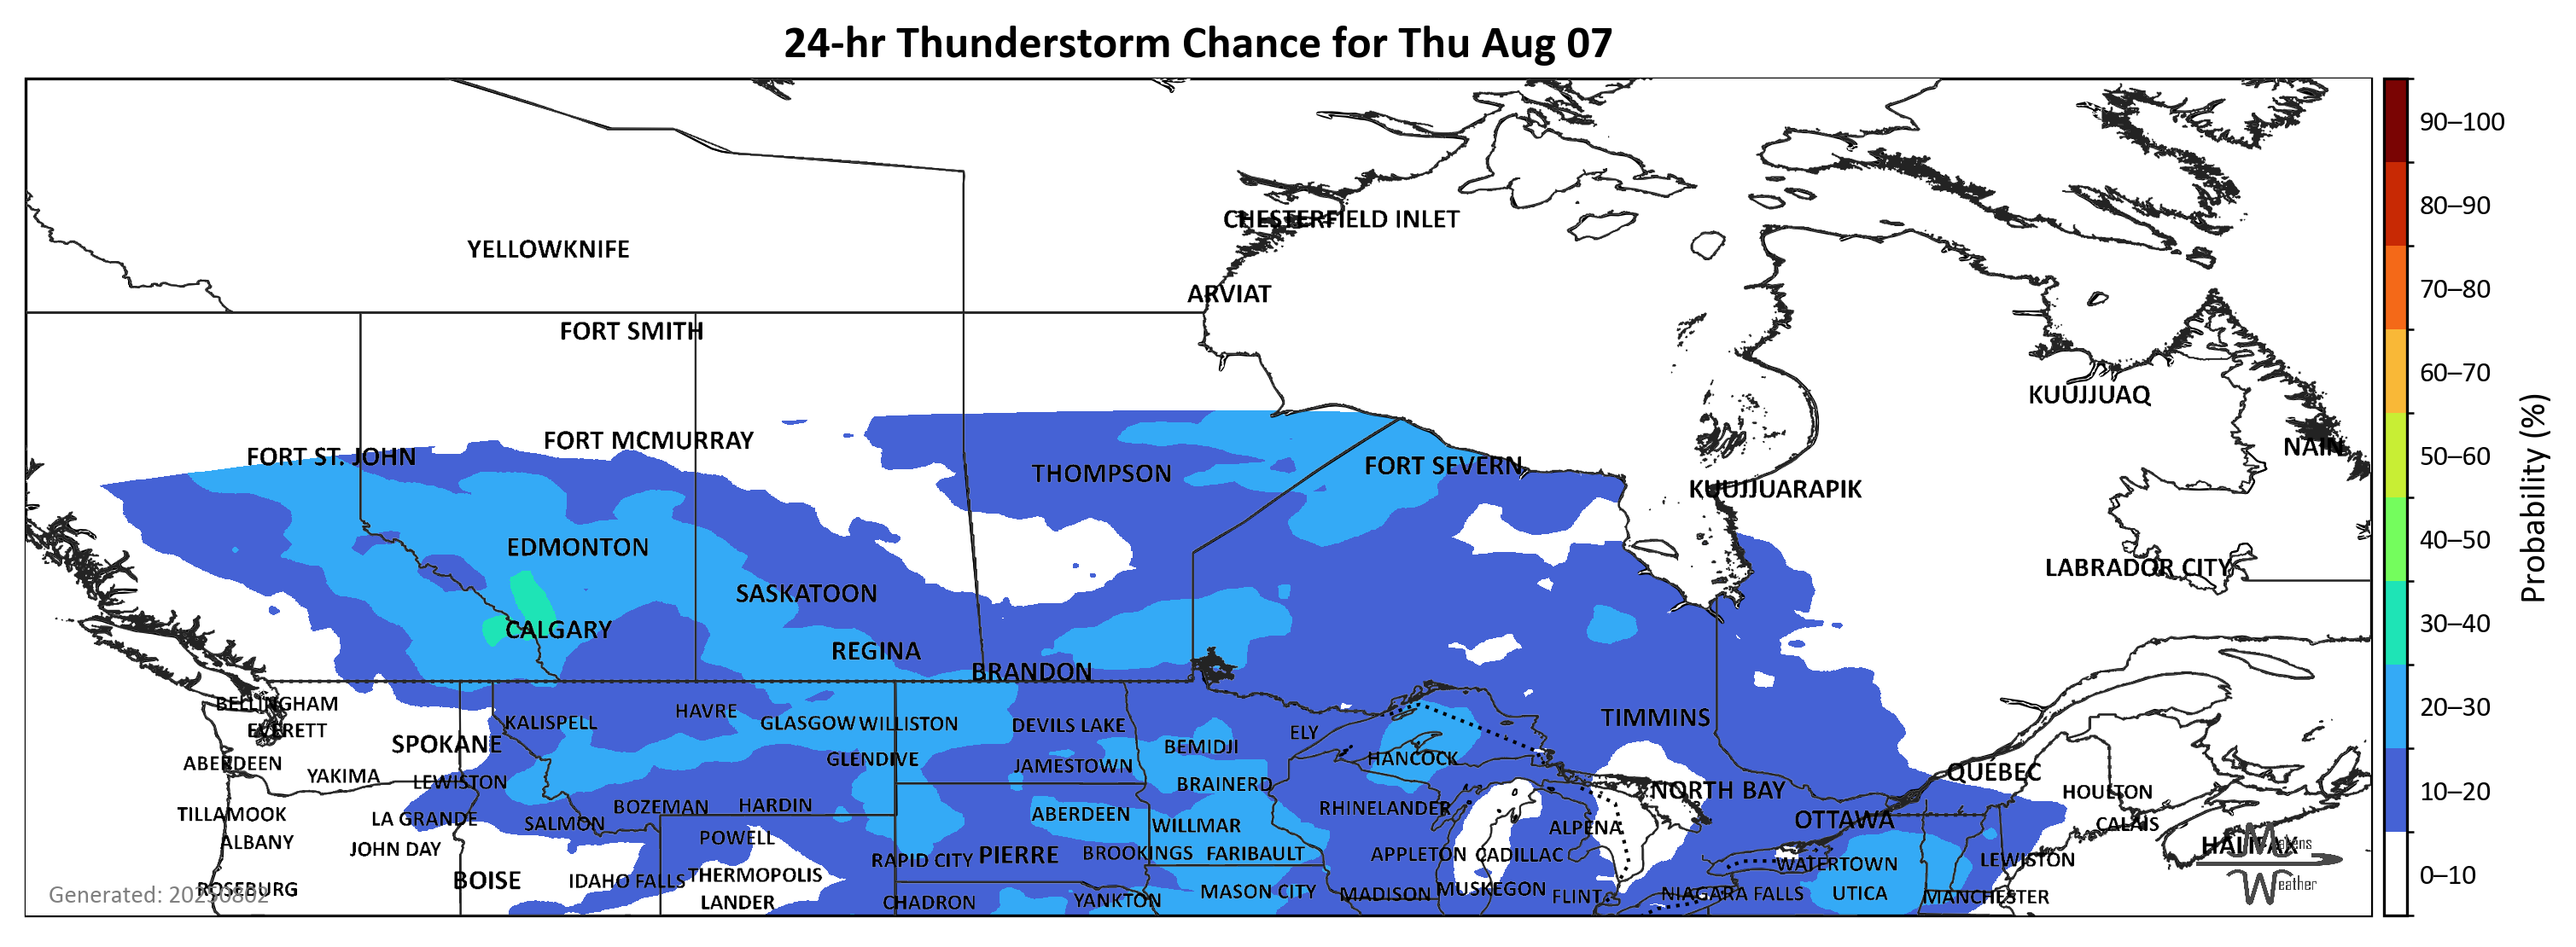 24-hr Thunderstorm Chance for Thu Aug 07
90–100
80–90
CHESTERFIELD INLET
YELLOWKNIFE
70–80
ARVIAT
FORT SMITH
60–70
KUUJJUAQ
Probability (%)
FORT MCMURRAY
NAIN
FORT ST. JOHN
50–60
FORT SEVERN
THOMPSON
KUUJJUARAPIK
40–50
EDMONTON
LABRADOR CITY
SASKATOON
30–40
CALGARY
REGINA
BRANDON
BELLINGHAM
20–30
HAVRE
TIMMINS
KALISPELL
GLASGOW
WILLISTON
DEVILS LAKE
EVERETT
ELY
SPOKANE
BEMIDJI
GLENDIVE
HANCOCK
ABERDEEN
JAMESTOWN
QUÉBEC
YAKIMA
LEWISTON
BRAINERD
NORTH BAY
HOULTON
10–20
BOZEMAN
HARDIN
RHINELANDER
TILLAMOOK
ABERDEEN
LA GRANDE
SALMON
WILLMAR
ALPENA
OTTAWA
CALAIS
ALBANY
POWELL
HALIFAX
Makens
JOHN DAY
BROOKINGS
FARIBAULT
APPLETON
CADILLAC
PIERRE
RAPID CITY
WATERTOWN
LEWISTON
0–10
BOISE
IDAHO FALLS
THERMOPOLIS
Weather
ROSEBURG
Generated: 20250802
MASON CITY
MADISON
MUSKEGON
NIAGARA FALLS
UTICA
MANCHESTER
LANDER
CHADRON
YANKTON
FLINT